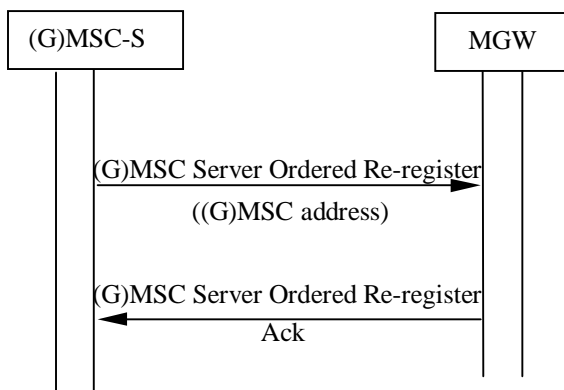 (G)MSC-S
MGW
(G)MSC Server Ordered Re-register
((G)MSC address)
(G)MSC Server Ordered Re-register
Ack